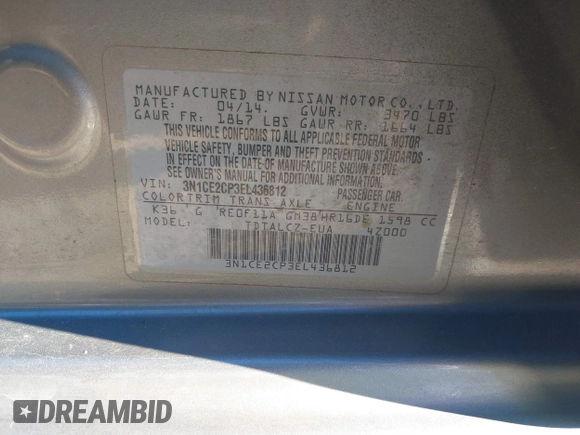 MANUFACTURED BY NISSAN MOTOR CO., LTD.
DATE: 04/14. GVWR: 3470 LBS
GAWR FR: 1867 LBS GAWR RR: 1664 LBS
THIS VEHICLE CONFORMS TO ALL APPLICABLE FEDERAL MOTOR
VEHICLE SAFETY, BUMPER AND THEFT PREVENTION STANDARDS
IN EFFECT ON THE DATE OF MANUFACTURE SHOWN ABOVE.
SEE OWNER'S MANUAL FOR ADDITIONAL INFORMATION.
VIN: 3N1CE2CP3EL436812 PASSENGER CAR
COLOR TRIM TRANS AXLE ENGINE
K36 G RE0F11A GM38 HR16DE 1598 CC
MODEL TDTALCZ-EUA 4Z000
3N1CE2CP3EL436812
DREAMBID